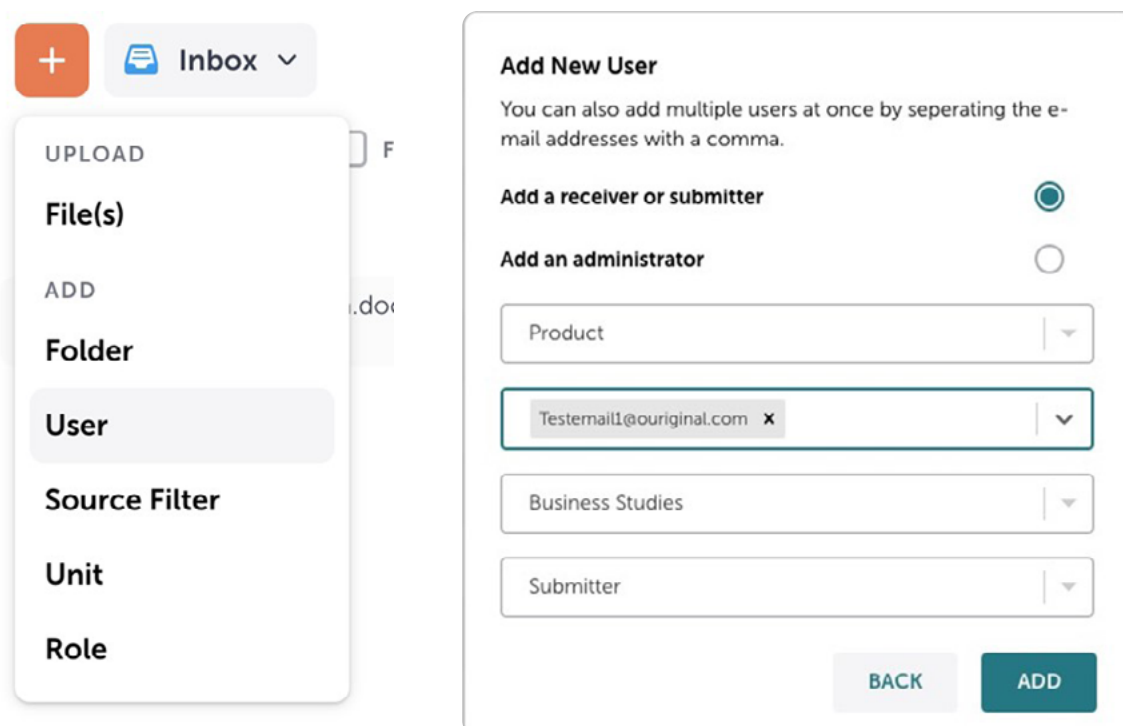 +
Inbox
UPLOAD
F
File(s)
ADD
.doc
Folder
User
Source Filter
Unit
Role
Add New User
You can also add multiple users at once by seperating the e-
mail addresses with a comma.
Add a receiver or submitter
Add an administrator
Product
Testemail1@ouriginal.com x
Business Studies
Submitter
BACK
ADD